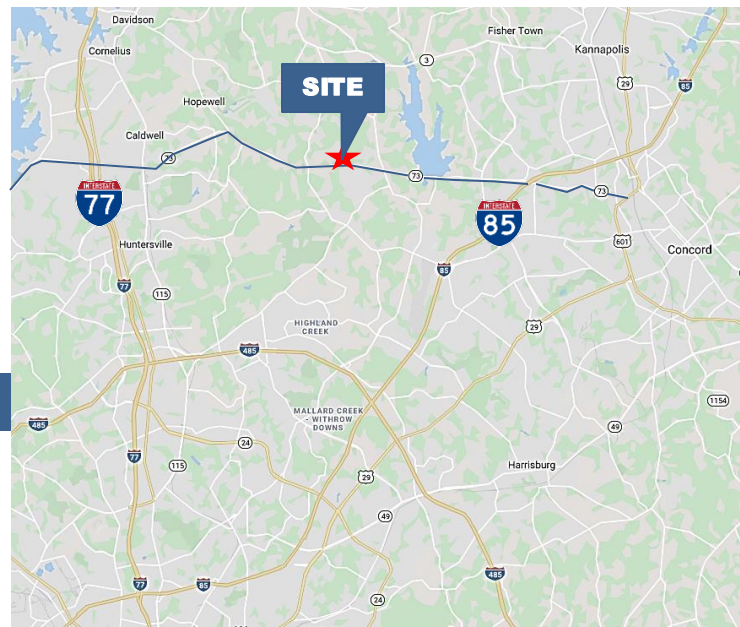 Davidson
Fisher Town
Cornelius
Kannapolis
3
29
85
SITE
Hopewell
Caldwell
73
73
73
INTERSTATE
77
INTERSTATE
85
Huntersville
601
Concord
85
77
115
HIGHLAND
CREEK
29
485
MALLARD CREEK
- WITHROW
DOWNS
1154
485
49
24
77
115
Harrisburg
29
49
77
85
485
24